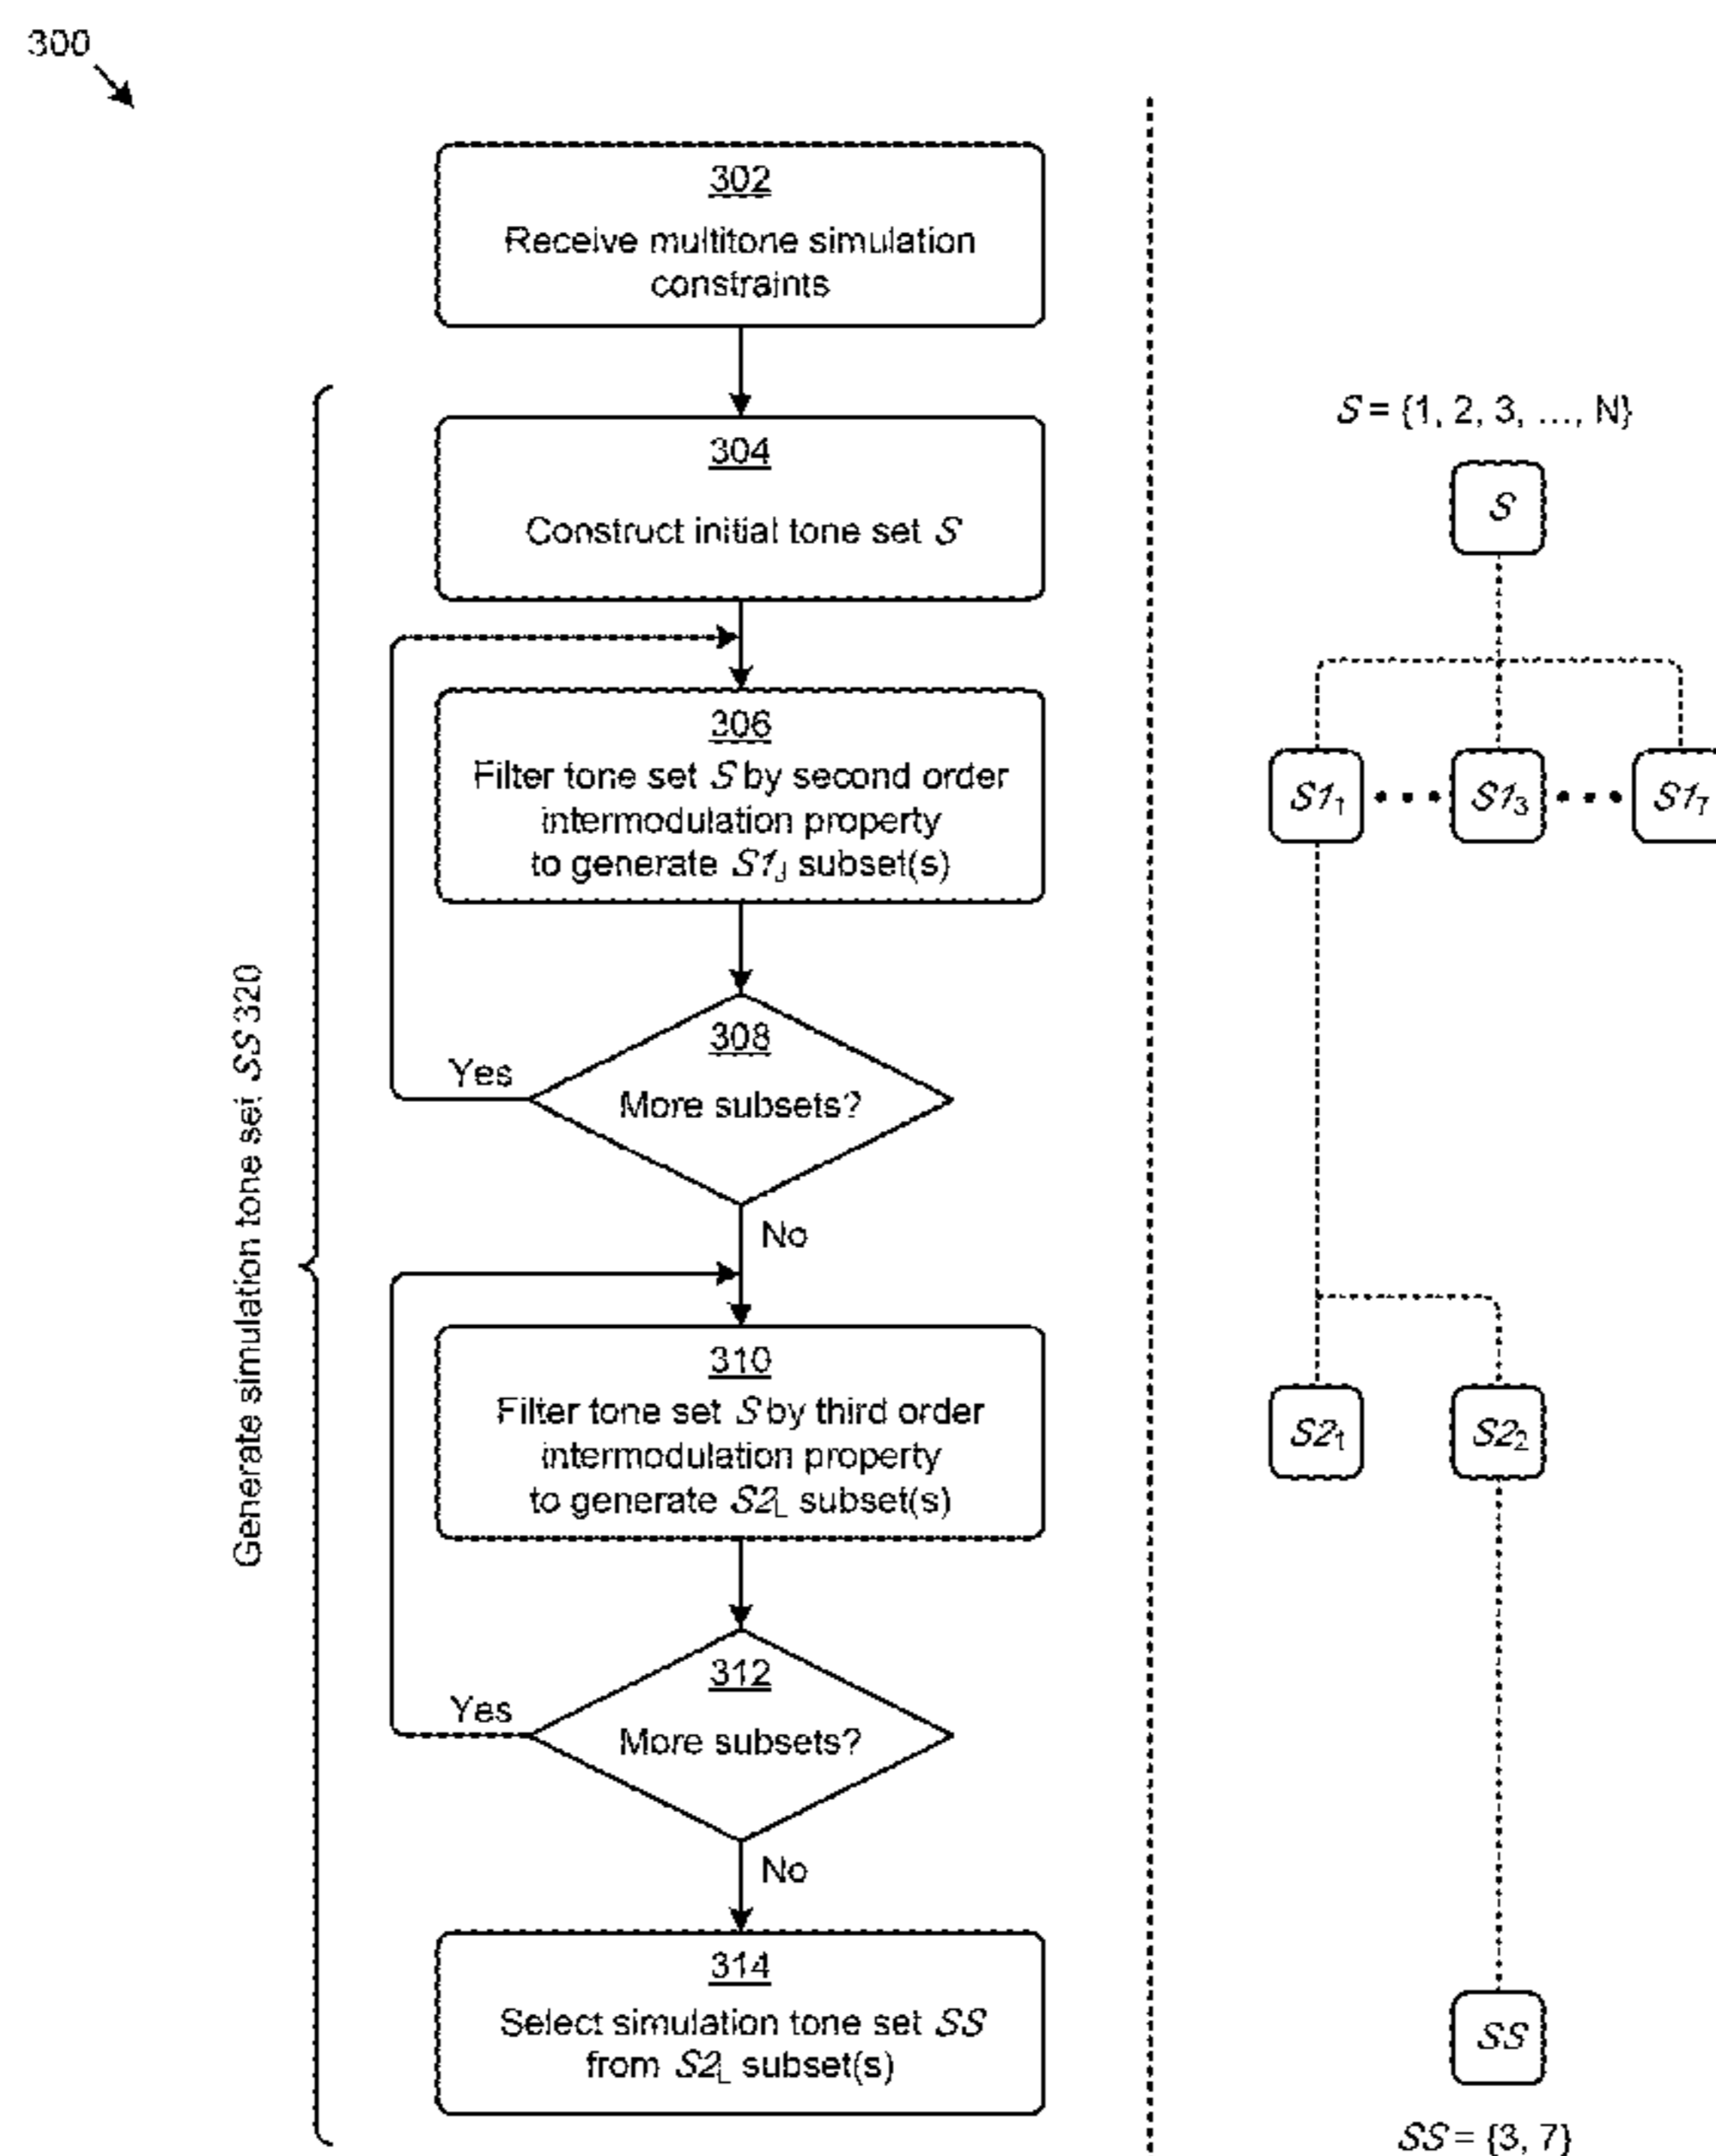 300
302
Receive multitone simulation
constraints
304
Construct initial tone set S
306
Filter tone set S by second order
intermodulation property
to generate S1J subset(s)
308
More subsets?
Yes
No
310
Filter tone set S by third order
intermodulation property
to generate S2L subset(s)
312
More subsets?
Yes
No
314
Select simulation tone set SS
from S2L subset(s)
Generate simulation tone set SS 320
S = {1, 2, 3, ..., N}
S
S11 ••• S13 ••• S17
S21 S22
SS
SS = {3, 7}